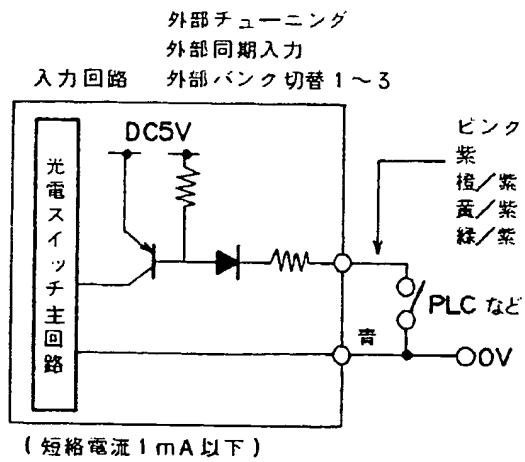 外部チューニング
外部同期入力
入力回路 外部バンク切替1～3
DC5V
光電スイッチ主回路
ピンク
紫
橙／紫
黄／紫
緑／紫
PLCなど
青
0V
(短絡電流1mA以下)